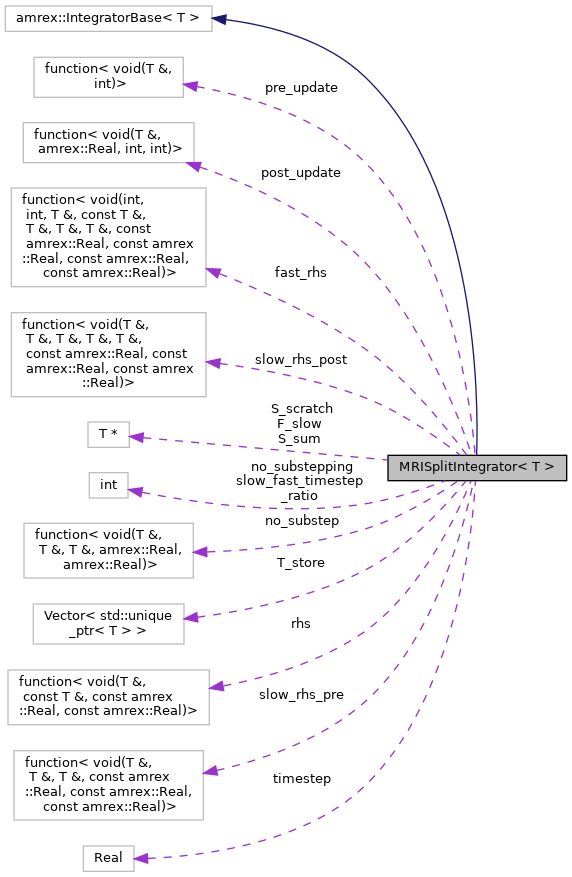 amrex::IntegratorBase< T >
function< void(T &,
int)>
pre_update
function< void(T &,
amrex::Real, int, int)>
post_update
function< void(int,
int, T &, const T &,
T &, T &, T &, const
amrex::Real, const amrex
::Real, const amrex::Real,
const amrex::Real)>
fast_rhs
function< void(T &,
T &, T &, T &, T &,
const amrex::Real, const
amrex::Real, const amrex
::Real)>
slow_rhs_post
T *
S_scratch
F_slow
S_sum
MRISplitIntegrator< T >
int
no_substepping
slow_fast_timestep
_ratio
function< void(T &,
T &, T &, amrex::Real,
amrex::Real)>
no_substep
Vector< std::unique
_ptr< T > >
T_store
function< void(T &,
const T &, const amrex
::Real, const amrex::Real)>
rhs
function< void(T &,
T &, T &, const amrex
::Real, const amrex::Real,
const amrex::Real)>
slow_rhs_pre
Real
timestep